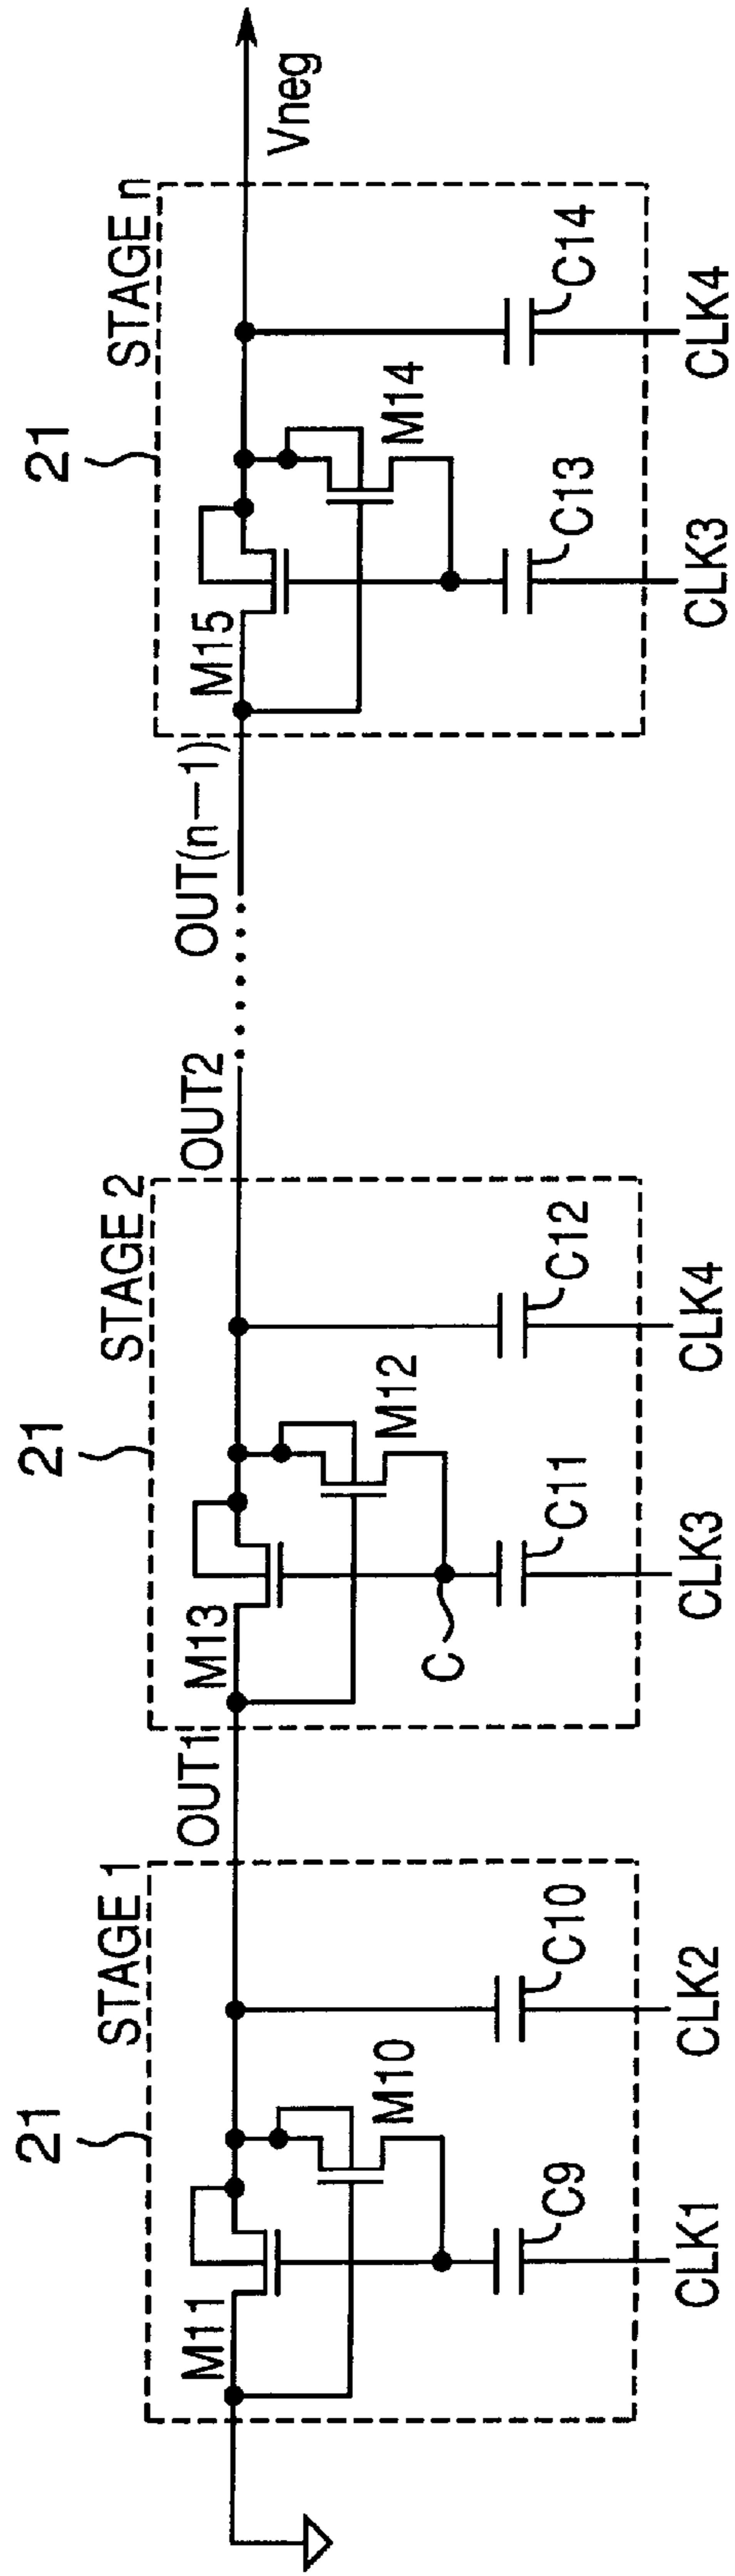 21
STAGE 1
M11
M10
C9
C10
CLK1
CLK2
OUT1
21
STAGE 2
M13
M12
C
C11
C12
CLK3
CLK4
OUT2
OUT(n-1)
21
STAGE n
M15
M14
C13
C14
CLK3
CLK4
Vneg